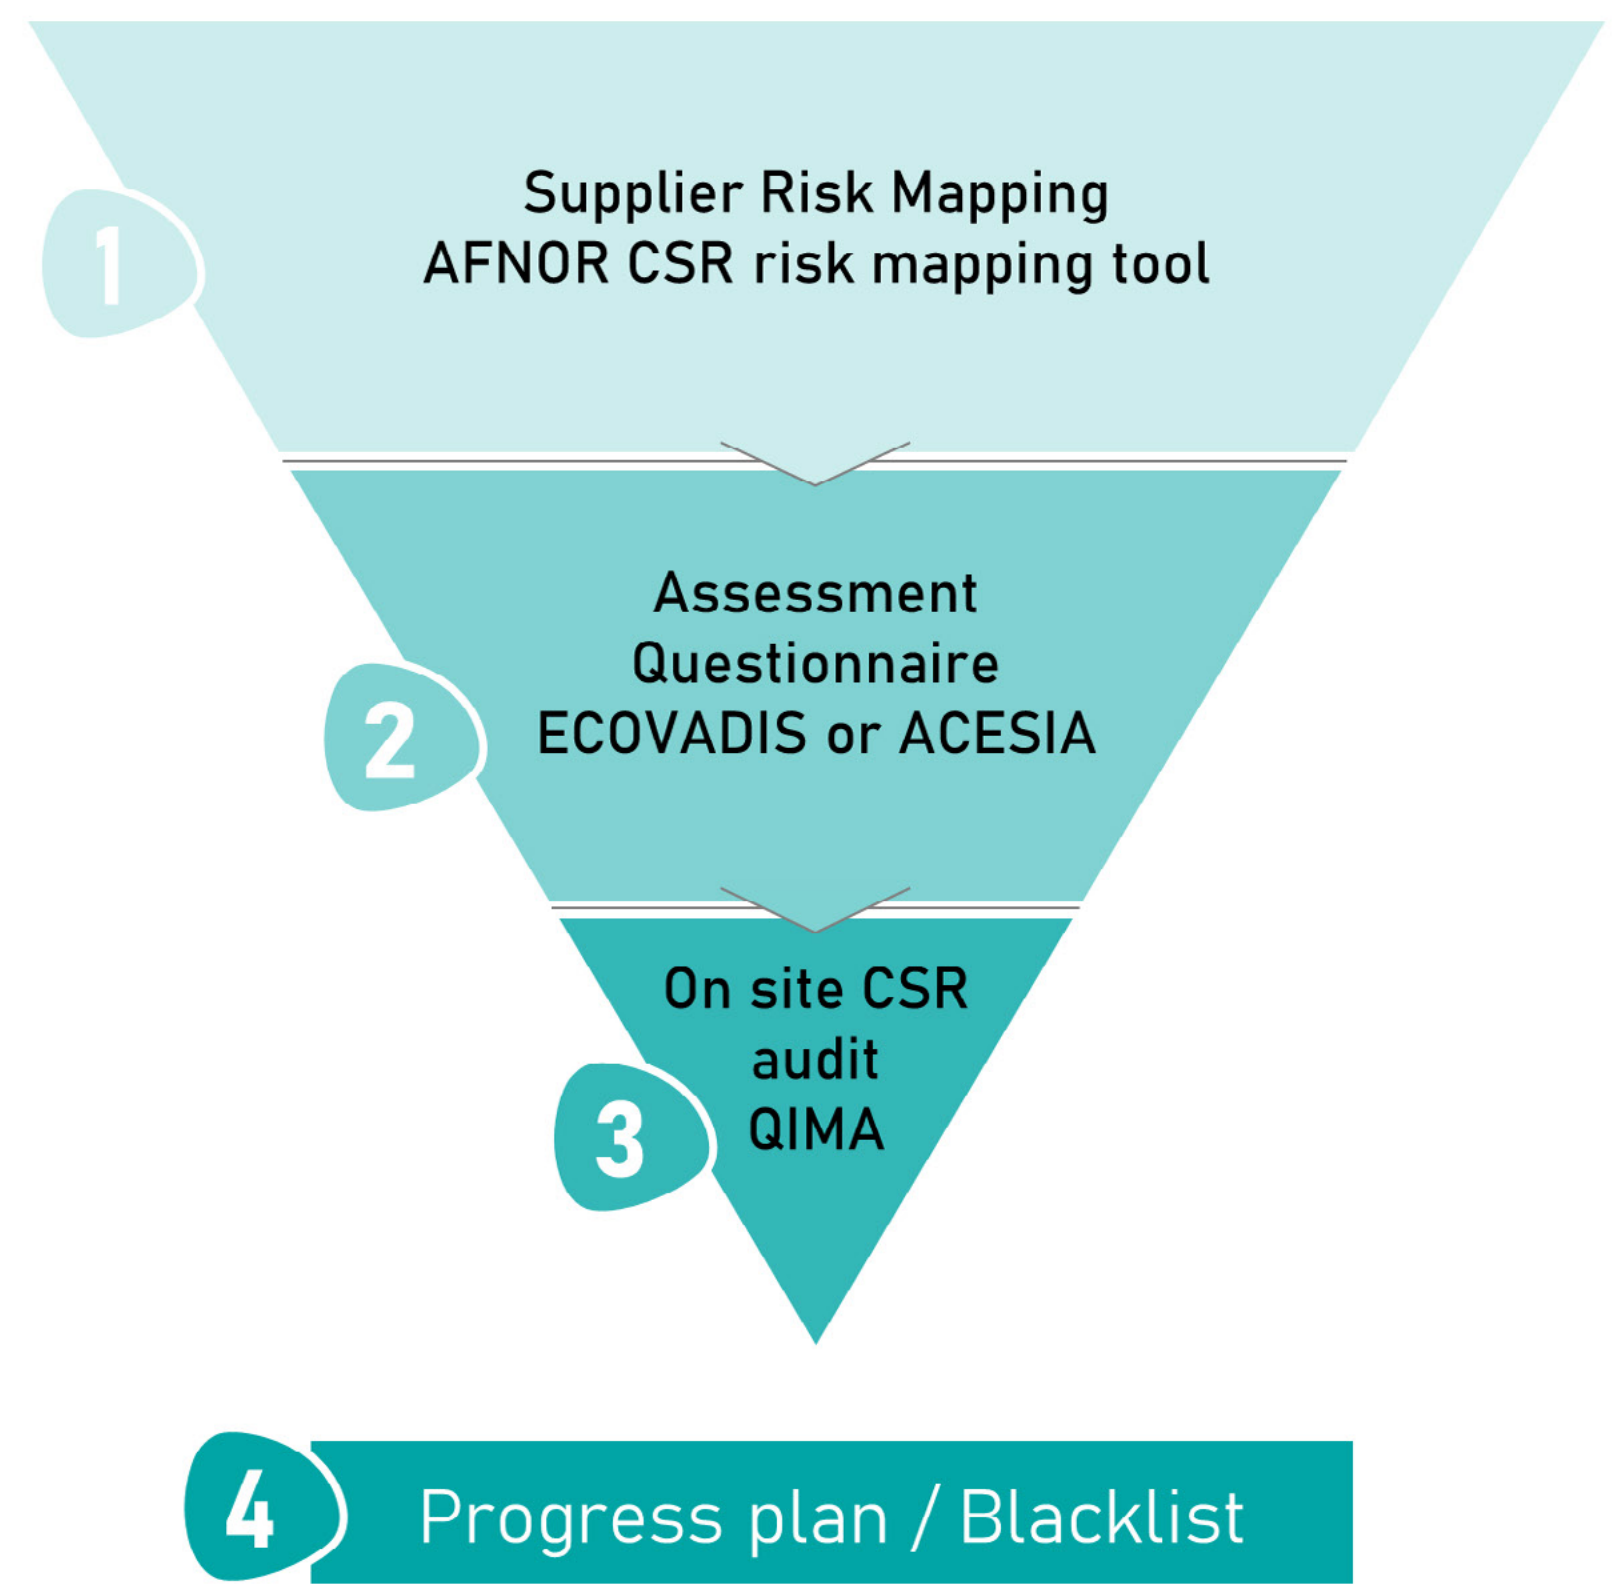 1
Supplier Risk Mapping
AFNOR CSR risk mapping tool
2
Assessment
Questionnaire
ECOVADIS or ACESIA
3
On site CSR
audit
QIMA
4
Progress plan / Blacklist